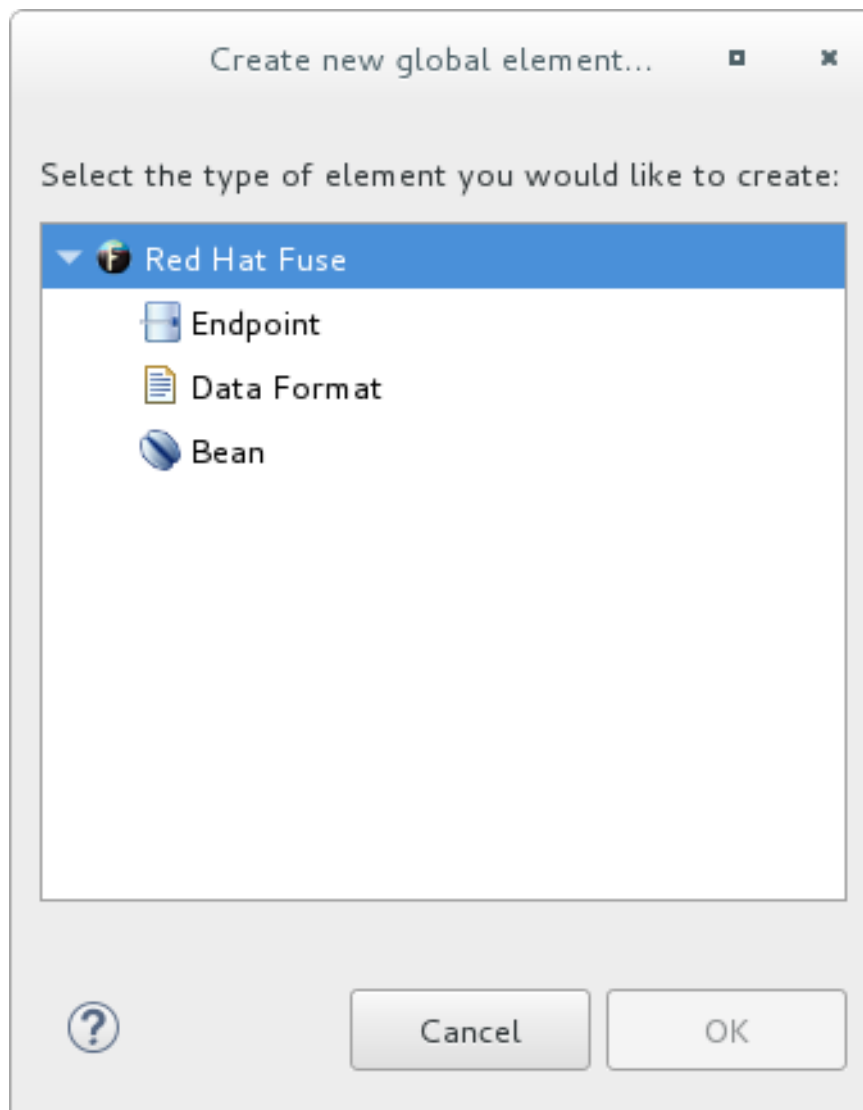 Create new global element...
Select the type of element you would like to create:
Red Hat Fuse
Endpoint
Data Format
Bean
Cancel OK